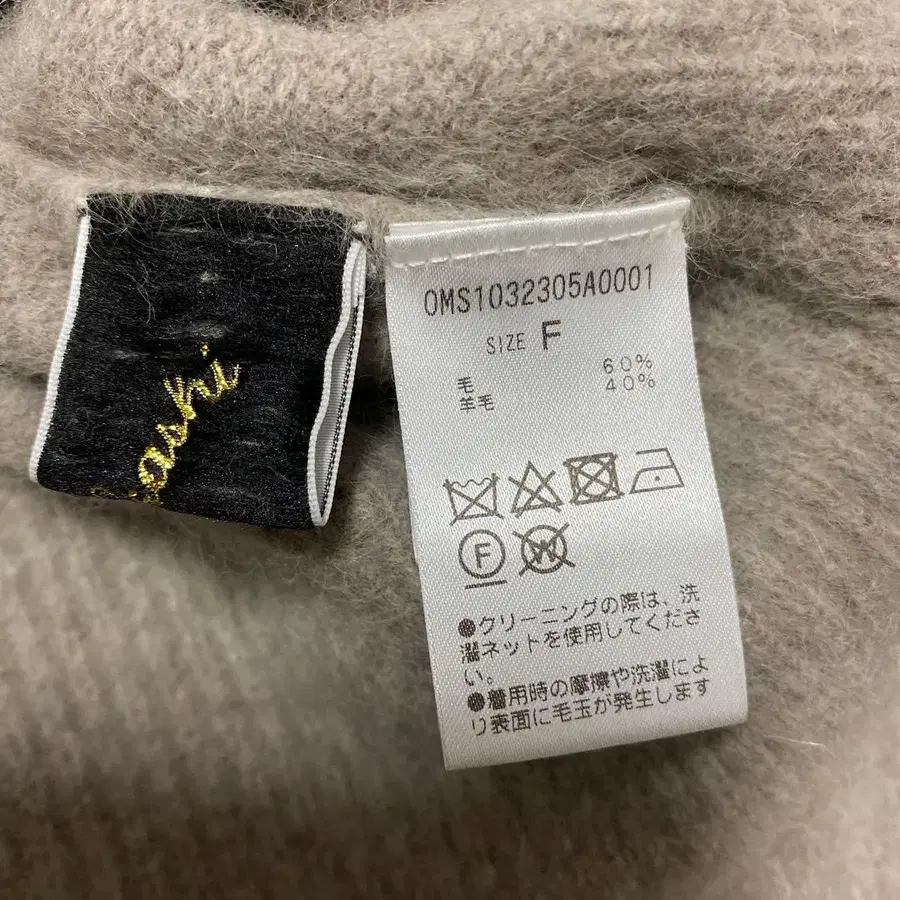 aski
OMS1032305A0001
SIZE F
毛 60%
羊毛 40%
F
W
●クリーニングの際は、洗
濯ネットを使用してくださ
い。
●着用時の摩擦や洗濯によ
り表面に毛玉が発生します